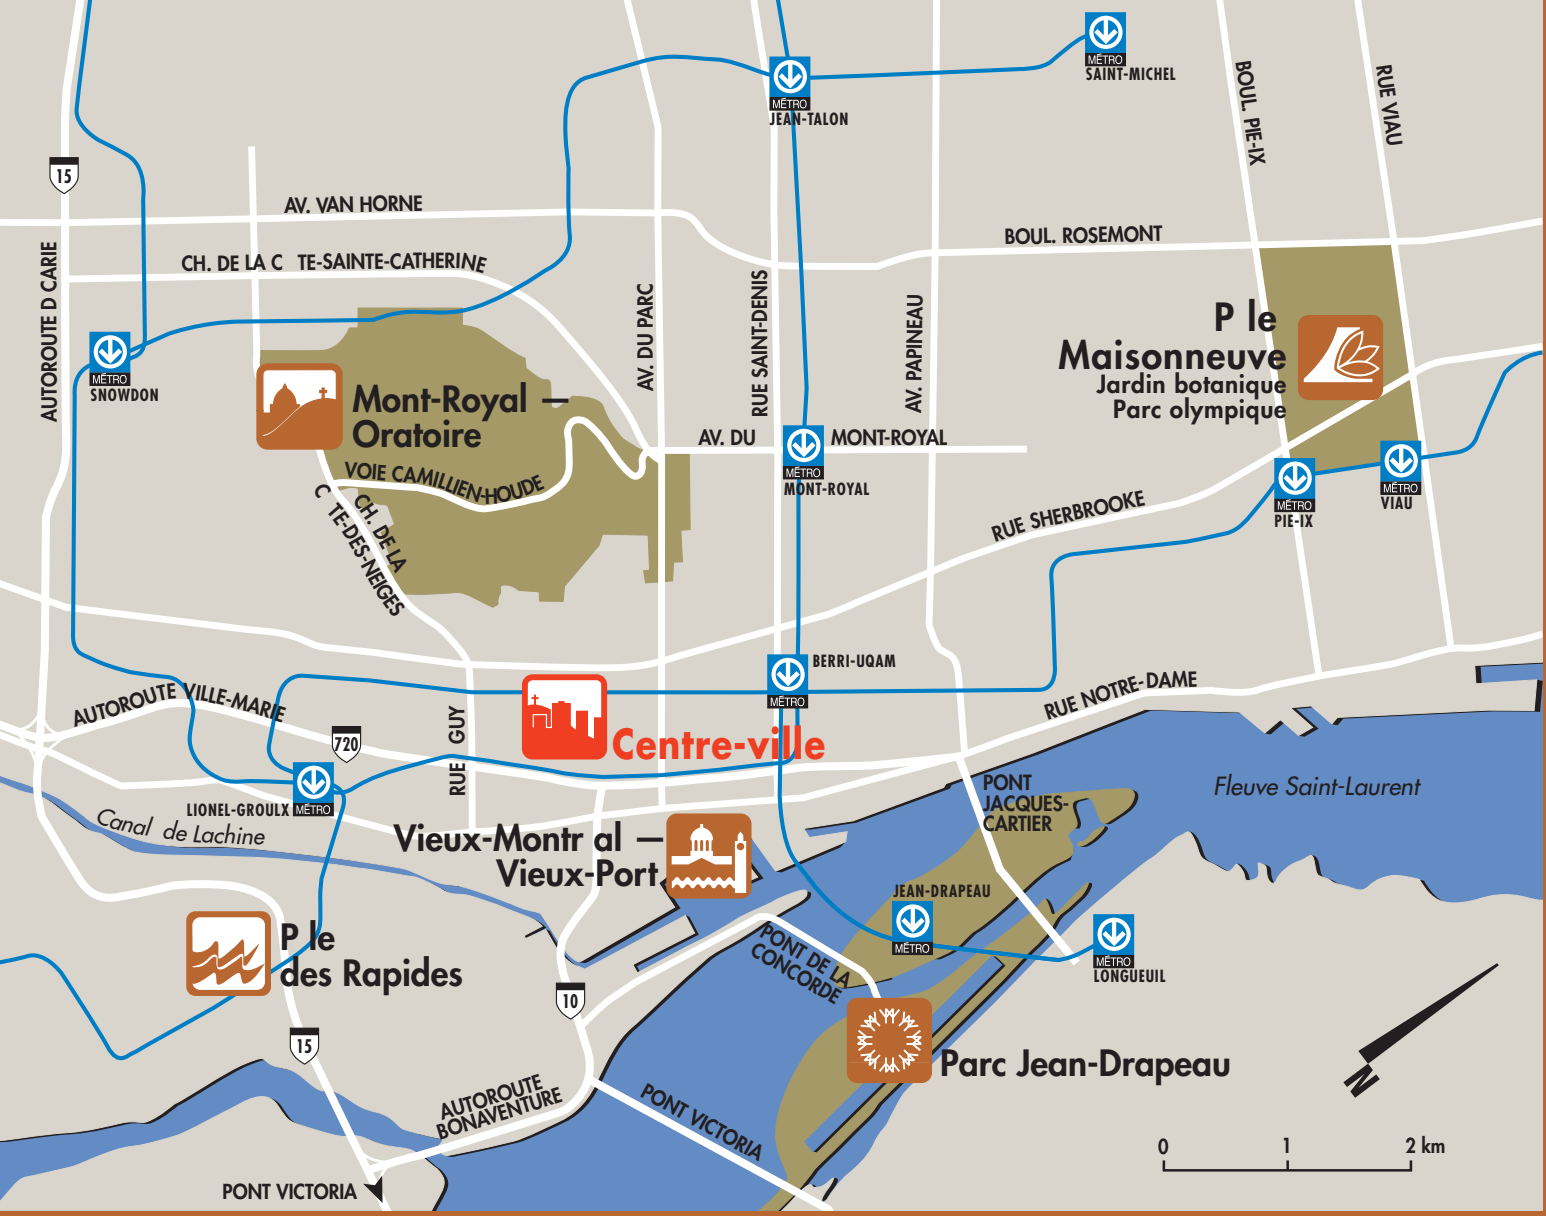 MÉTRO
SAINT-MICHEL
MÉTRO
JEAN-TALON
BOUL. PIE-IX
RUE VIAU
15
AV. VAN HORNE
BOUL. ROSEMONT
CH. DE LA C TE-SAINTE-CATHERINE
AUTOROUTE D CARIE
AV. DU PARC
RUE SAINT-DENIS
AV. PAPINEAU
P le
Maisonneuve
Jardin botanique
Parc olympique
MÉTRO
SNOWDON
Mont-Royal —
Oratoire
AV. DU MONT-ROYAL
MÉTRO
MONT-ROYAL
VOIE CAMILLIEN-HOUDE
CH. DE LA
C TE-DES-NEIGES
RUE SHERBROOKE
MÉTRO
PIE-IX
MÉTRO
VIAU
BERRI-UQAM
MÉTRO
AUTOROUTE VILLE-MARIE
720
RUE GUY
Centre-ville
RUE NOTRE-DAME
LIONEL-GROULX
MÉTRO
Canal de Lachine
PONT
JACQUES-
CARTIER
Fleuve Saint-Laurent
Vieux-Montr al —
Vieux-Port
JEAN-DRAPEAU
MÉTRO
MÉTRO
LONGUEUIL
P le
des Rapides
PONT DE LA
CONCORDE
10
15
Parc Jean-Drapeau
N
AUTOROUTE
BONAVENTURE
PONT VICTORIA
0 1 2 km
PONT VICTORIA